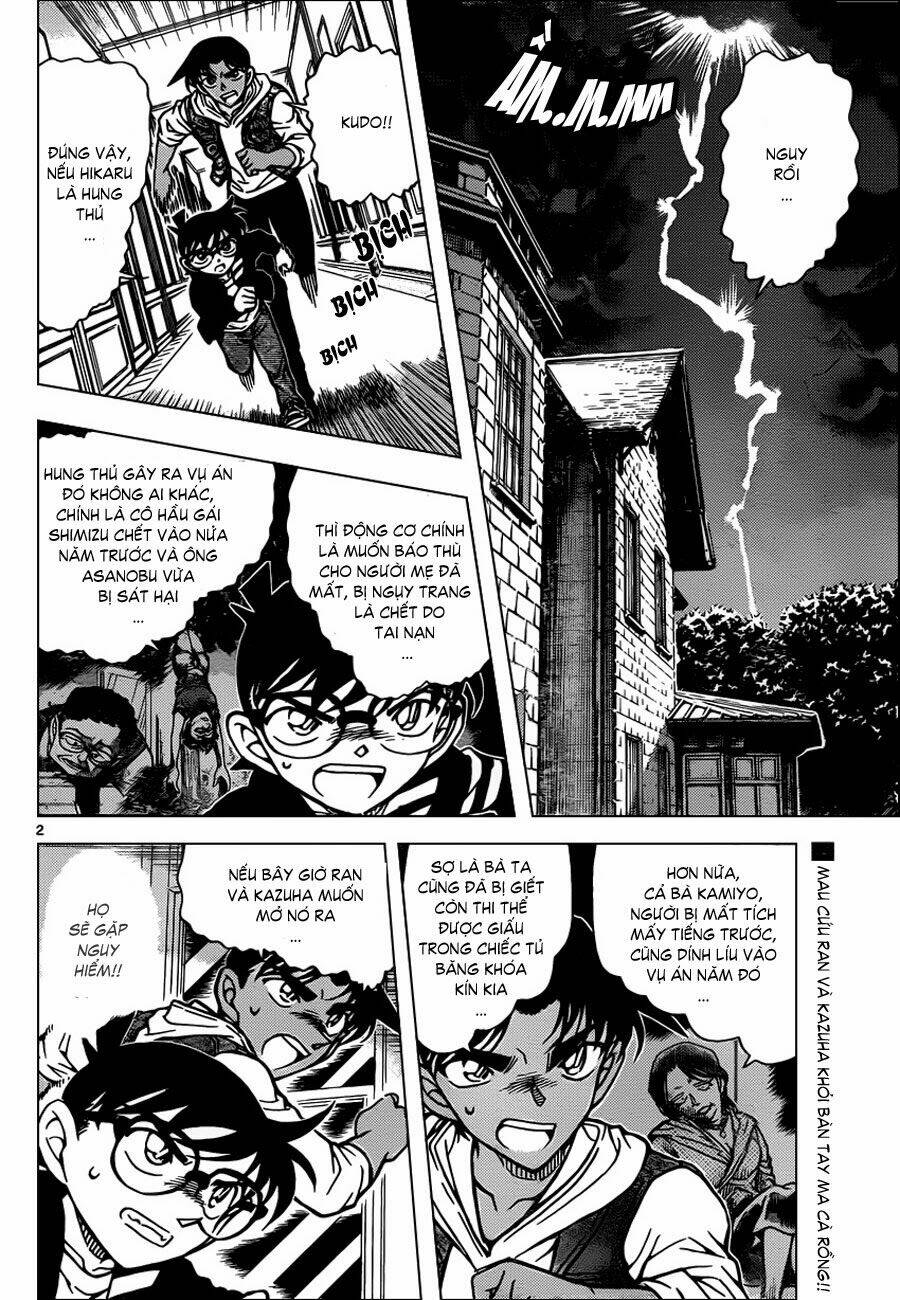 ẦM..M.MM
NGUY
RỒI
...
KUDO!!
ĐÚNG VẬY,
NẾU HIKARU
LÀ HUNG
THỦ
...
BỊCH
BỊCH
BỊCH
THÌ ĐỘNG CƠ CHÍNH
LÀ MUỐN BÁO THÙ
CHO NGƯỜI MẸ ĐÃ
MẤT, BỊ NGỤY TRANG
LÀ CHẾT DO
TAI NẠN
...
HUNG THỦ GÂY RA VỤ ÁN
ĐÓ KHÔNG AI KHÁC,
CHÍNH LÀ CÔ HẦU GÁI
SHIMIZU CHẾT VÀO NỬA
NĂM TRƯỚC VÀ ÔNG
ASANOBU VỪA
BỊ SÁT HẠI
...
2
MAU CỨU RAN VÀ KAZUHA KHỎI BÀN TAY MA CÀ RỒNG!!
HƠN NỮA,
CẢ BÀ KAMIYO,
NGƯỜI BỊ MẤT TÍCH
MẤY TIẾNG TRƯỚC,
CŨNG DÍNH LÍU VÀO
VỤ ÁN NĂM ĐÓ
...
SỢ LÀ BÀ TA
CŨNG ĐÃ BỊ GIẾT
CÒN THI THỂ
ĐƯỢC GIẤU
TRONG CHIẾC TỦ
BĂNG KHÓA
KÍN KIA
...
NẾU BÂY GIỜ RAN
VÀ KAZUHA MUỐN
MỞ NÓ RA
...
HỌ
SẼ GẶP
NGUY
HIỂM!!